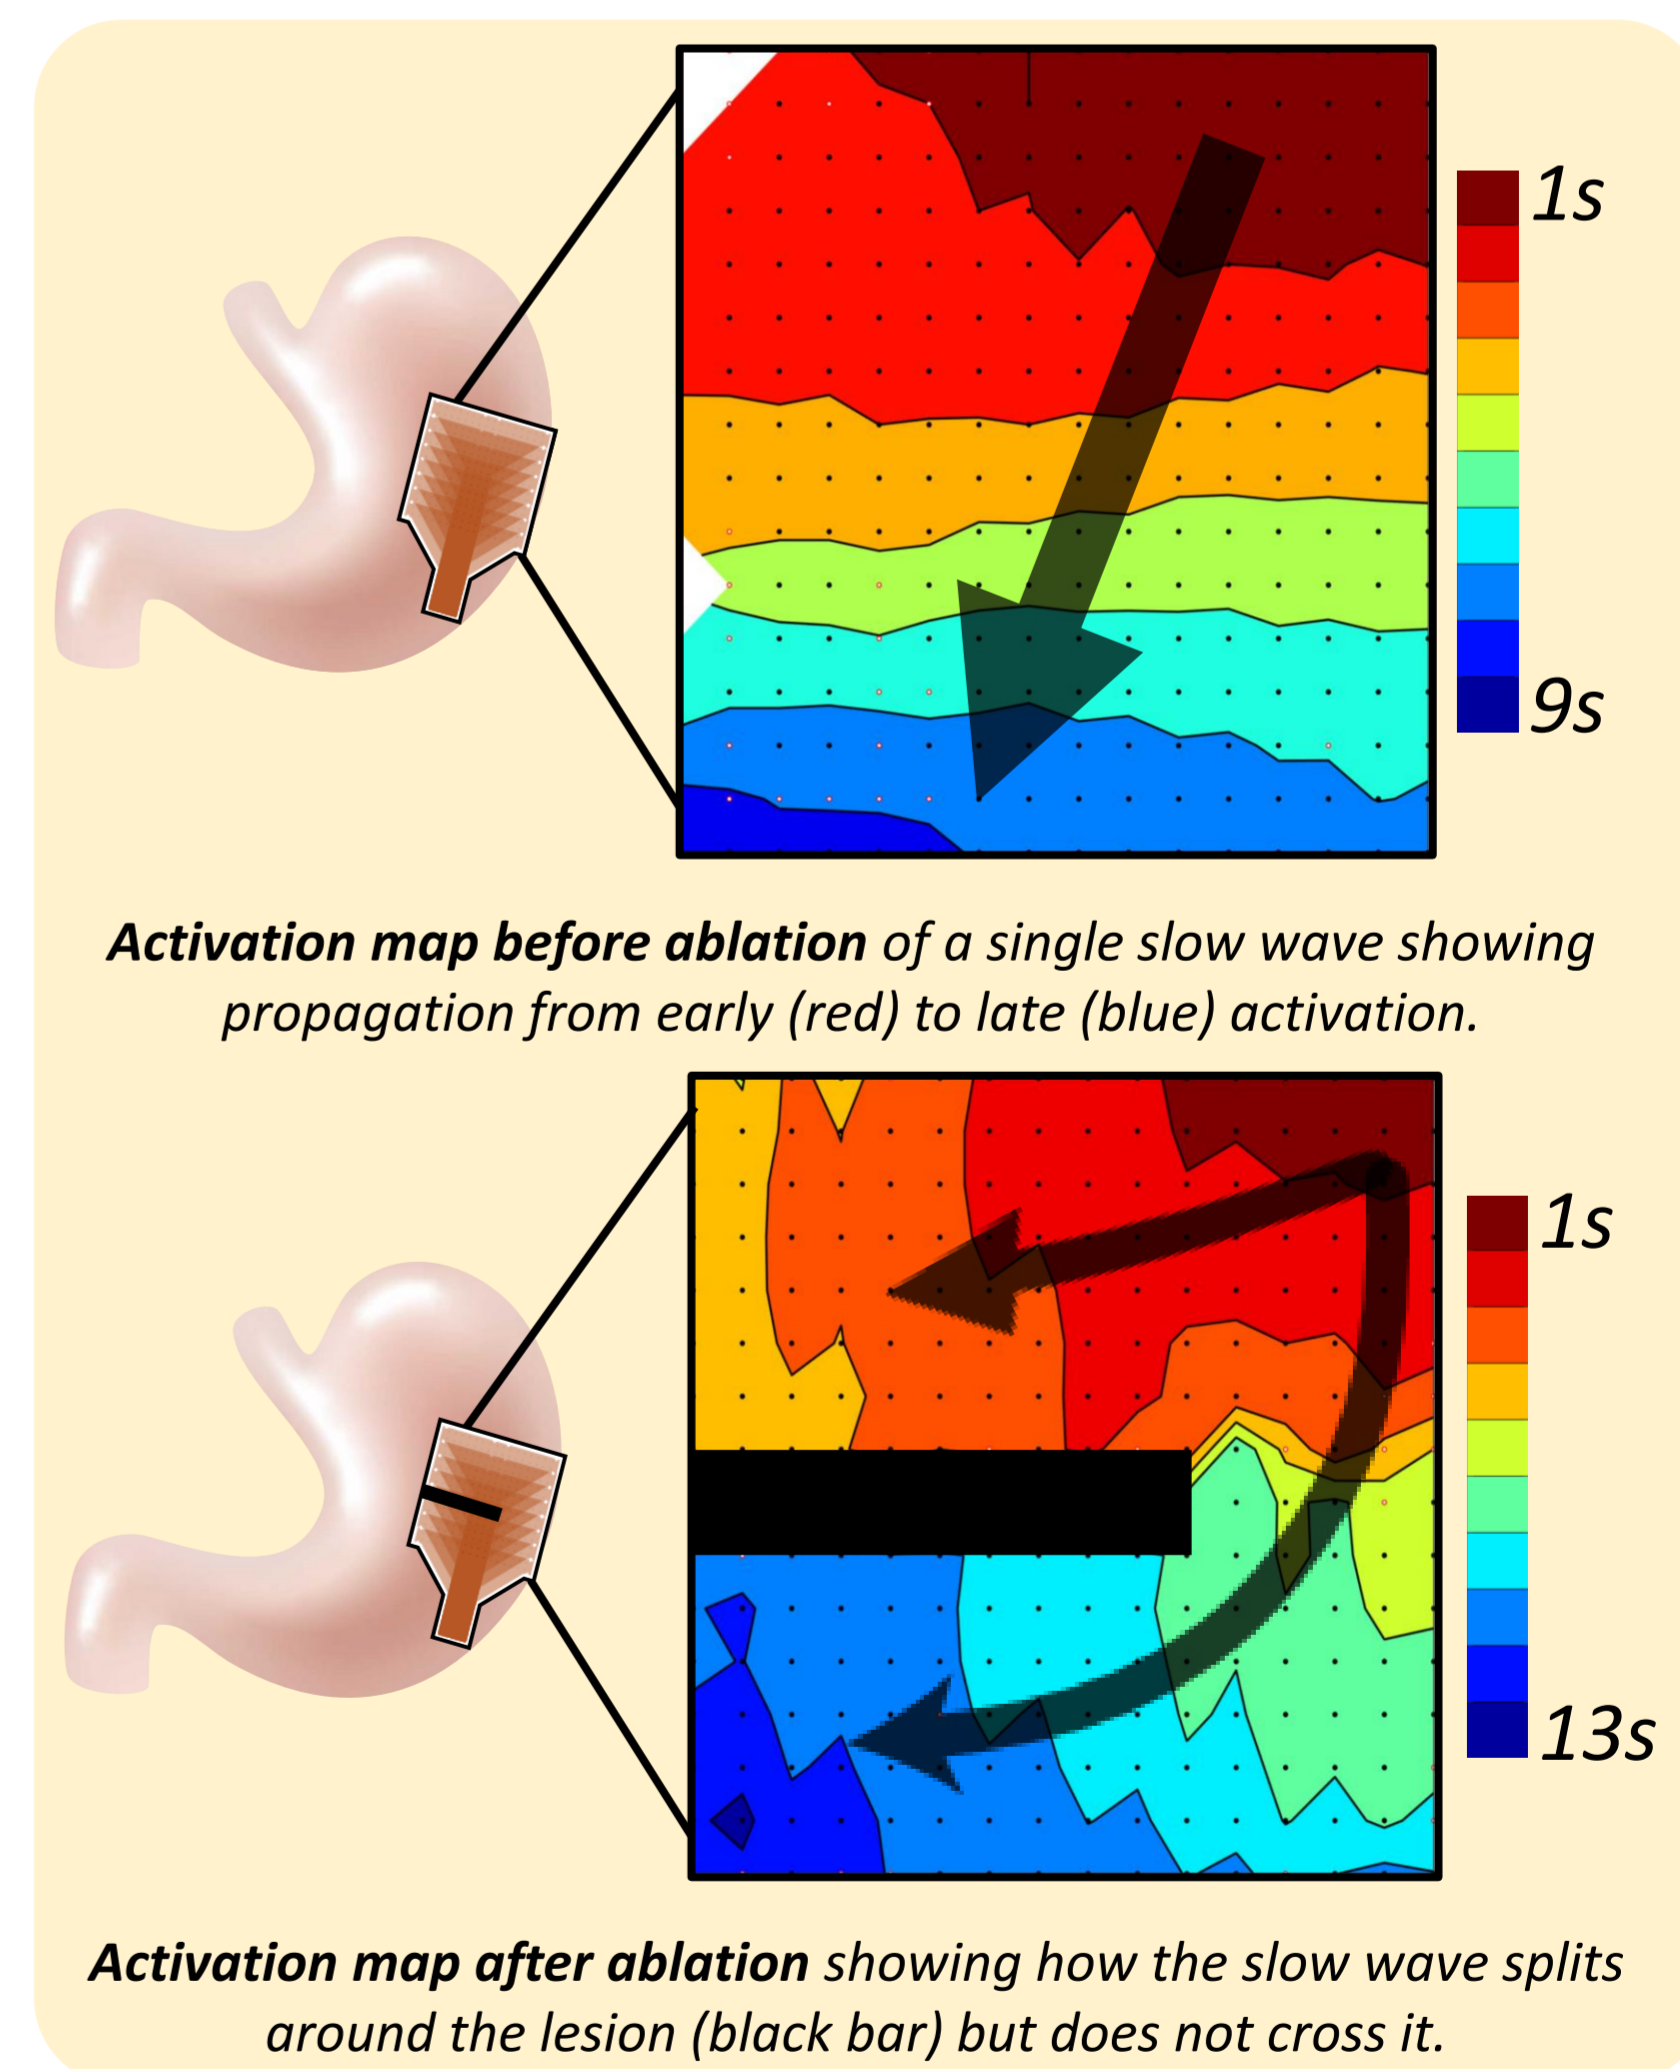 1s
9s
Activation map before ablation of a single slow wave showing
propagation from early (red) to late (blue) activation.
1s
13s
Activation map after ablation showing how the slow wave splits
around the lesion (black bar) but does not cross it.